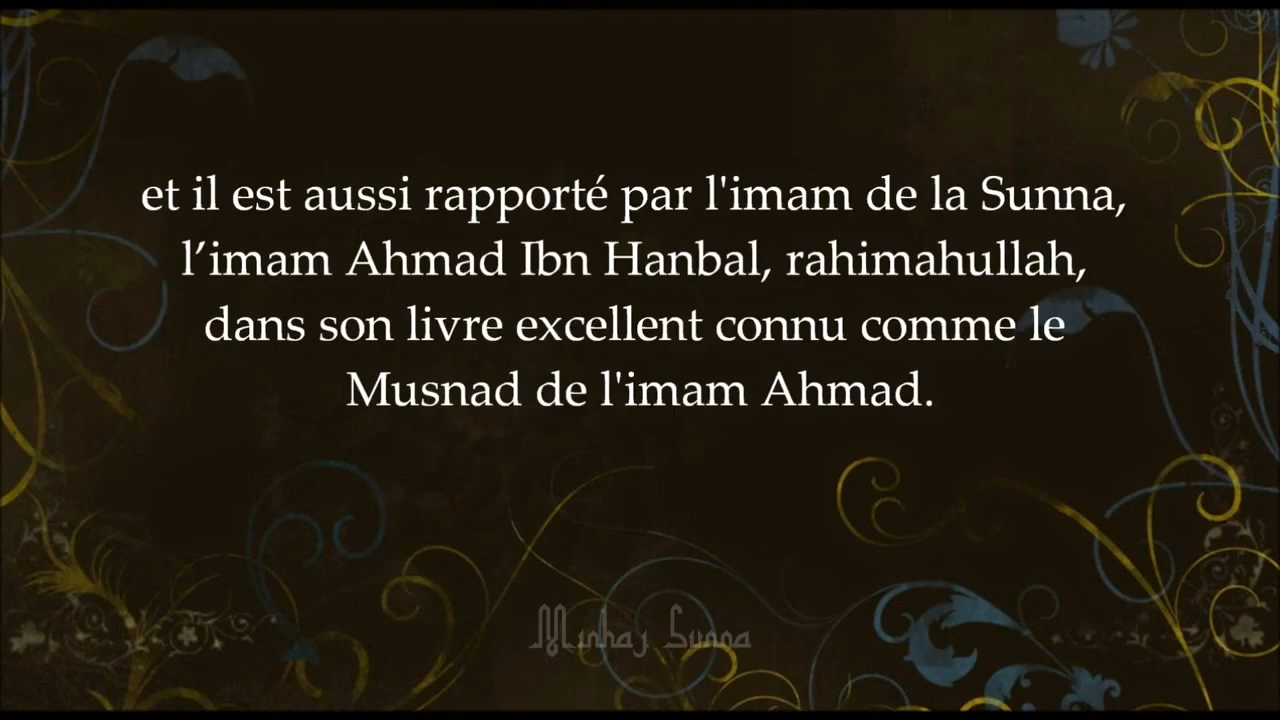 et il est aussi rapporté par l'imam de la Sunna,
l’imam Ahmad Ibn Hanbal, rahimahullah,
dans son livre excellent connu comme le
Musnad de l'imam Ahmad.
Minhaj Sunna